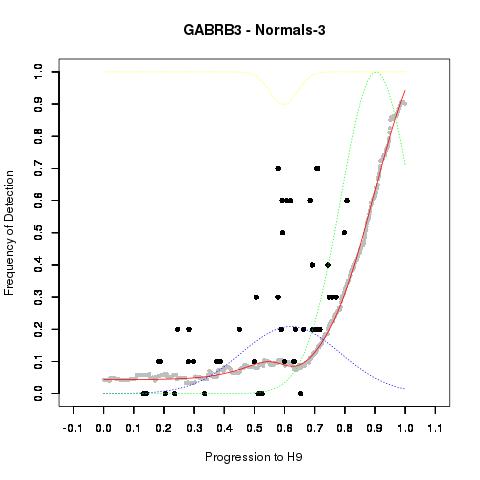 GABRB3 - Normals-3
Frequency of Detection
1.0
0.9
0.8
0.7
0.6
0.5
0.4
0.3
0.2
0.1
0.0
-0.1 0.0 0.1 0.2 0.3 0.4 0.5 0.6 0.7 0.8 0.9 1.0 1.1
Progression to H9